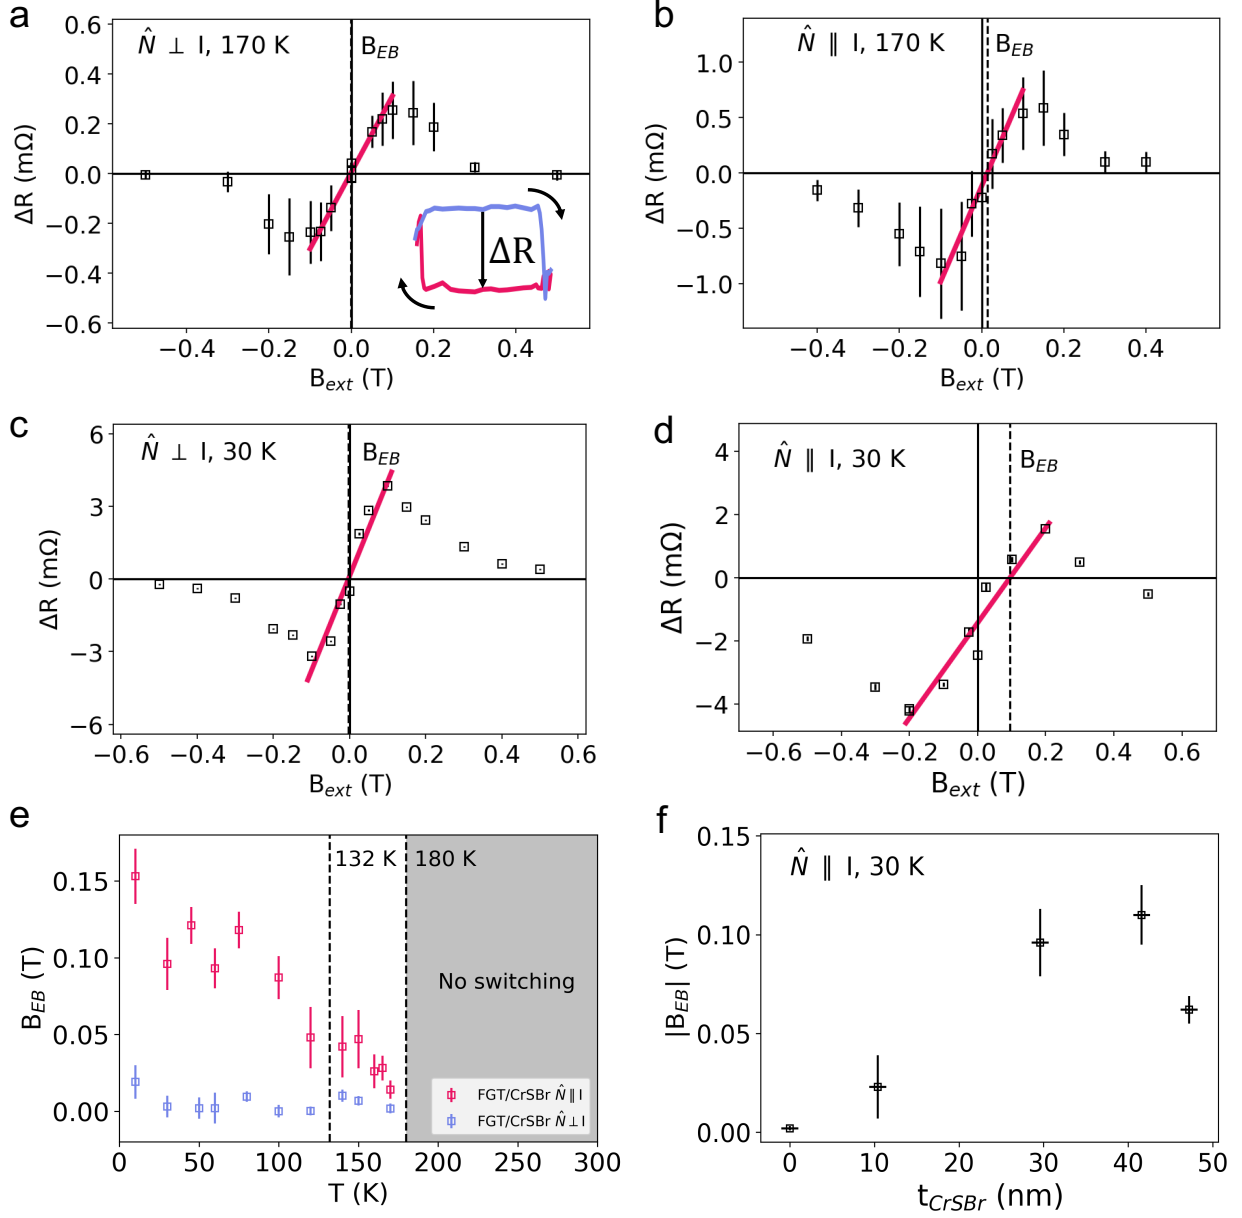 a
N̂ ⊥ I, 170 K
B_EB
0.6
0.4
0.2
0.0
−0.2
−0.4
−0.6
ΔR (mΩ)
ΔR
−0.4 −0.2 0.0 0.2 0.4
B_ext (T)
b
N̂ ∥ I, 170 K
B_EB
1.0
0.5
0.0
−0.5
−1.0
ΔR (mΩ)
−0.4 −0.2 0.0 0.2 0.4
B_ext (T)
c
N̂ ⊥ I, 30 K
B_EB
6
3
0
−3
−6
ΔR (mΩ)
−0.6 −0.4 −0.2 0.0 0.2 0.4 0.6
B_ext (T)
d
N̂ ∥ I, 30 K
B_EB
4
2
0
−2
−4
ΔR (mΩ)
−0.6 −0.4 −0.2 0.0 0.2 0.4 0.6
B_ext (T)
e
132 K 180 K
0.15
0.10
0.05
0.00
B_EB (T)
No switching
FGT/CrSBr N̂ ∥ I
FGT/CrSBr N̂ ⊥ I
0 50 100 150 200 250 300
T (K)
f
N̂ ∥ I, 30 K
0.15
0.10
0.05
0.00
|B_EB| (T)
0 10 20 30 40 50
t_CrSBr (nm)